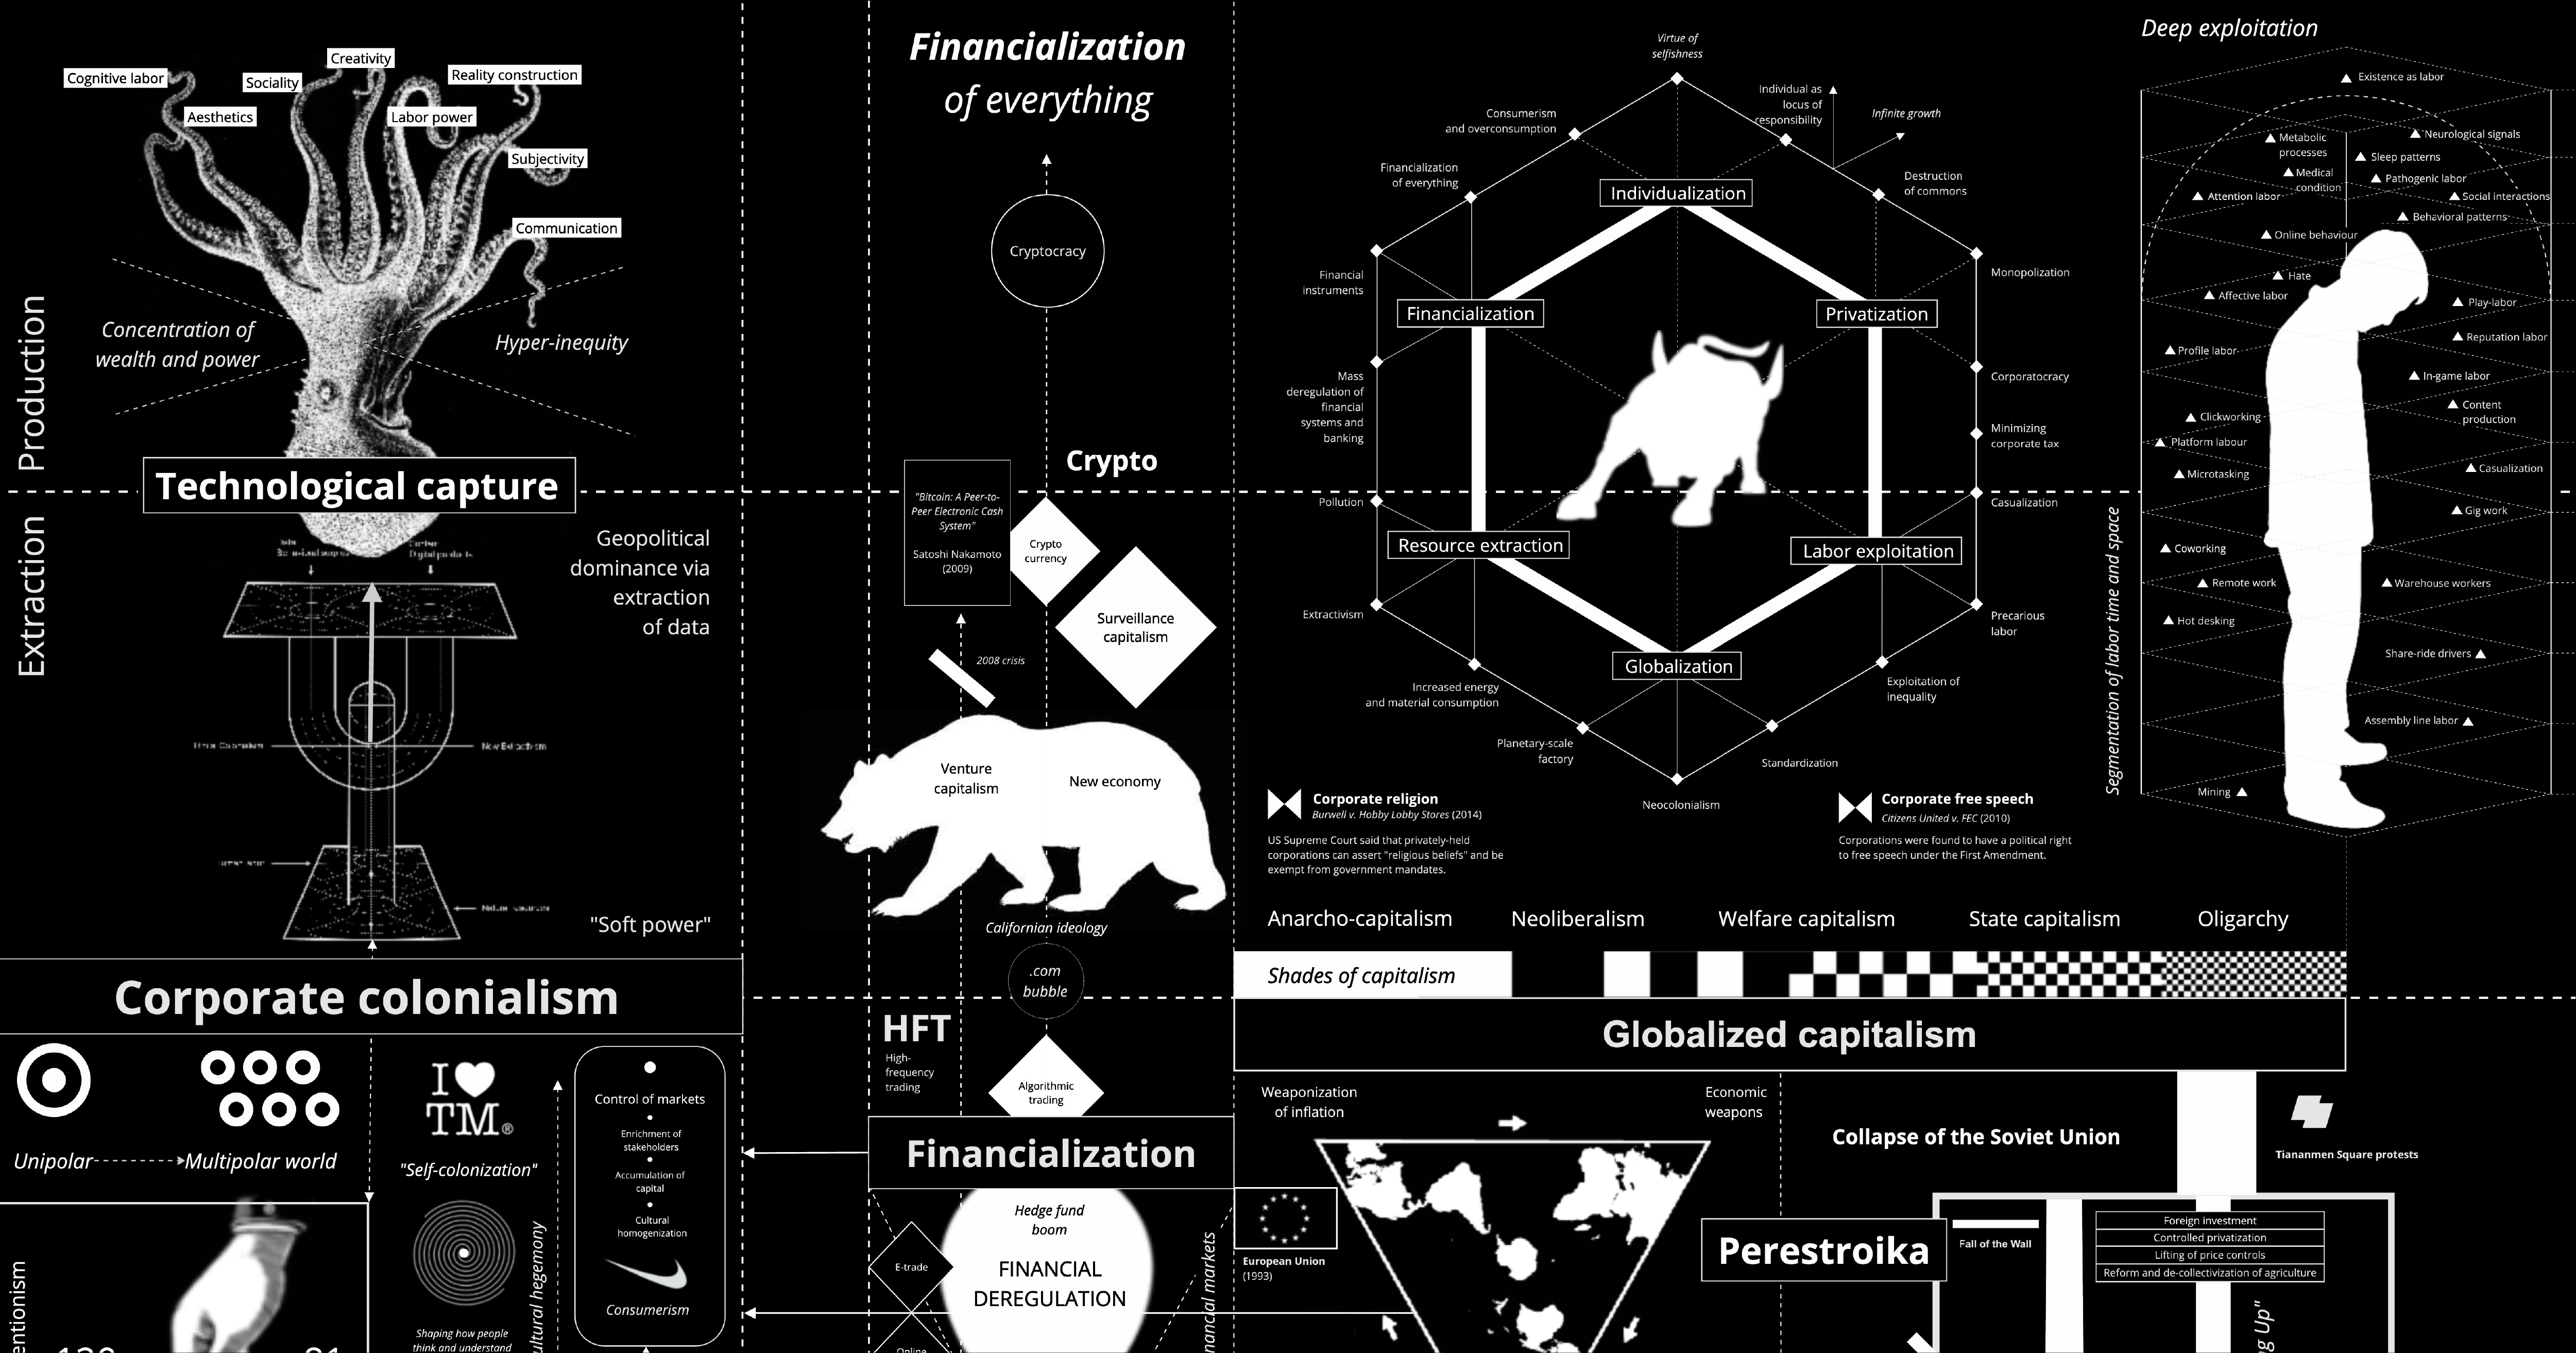 Cognitive labor
Aesthetics
Sociality
Creativity
Labor power
Reality construction
Subjectivity
Communication
Concentration of
wealth and power
Hyper-inequity
Production
Technological capture
Extraction
Geopolitical
dominance via
extraction
of data
"Soft power"
Corporate colonialism
Unipolar
Multipolar world
I
TM®
"Self-colonization"
Shaping how people
think and understand
Control of markets
Enrichment of
stakeholders
Accumulation of
capital
Cultural
homogenization
Consumerism
Financialization
of everything
Cryptocracy
Crypto
"Bitcoin: A Peer-to-
Peer Electronic Cash
System"
Satoshi Nakamoto
(2009)
Crypto
currency
Surveillance
capitalism
2008 crisis
Venture
capitalism
New economy
Californian ideology
.com
bubble
HFT
High-
frequency
trading
Algorithmic
trading
Financialization
Hedge fund
boom
FINANCIAL
DEREGULATION
E-trade
Online
Virtue of
selfishness
Individual as
locus of
responsibility
Infinite growth
Consumerism
and overconsumption
Financialization
of everything
Destruction
of commons
Individualization
Financial
instruments
Monopolization
Financialization
Privatization
Mass
deregulation of
financial
systems and
banking
Corporatocracy
Minimizing
corporate tax
Pollution
Casualization
Resource extraction
Labor exploitation
Extractivism
Precarious
labor
Globalization
Increased energy
and material consumption
Exploitation of
inequality
Planetary-scale
factory
Standardization
Neocolonialism
Corporate religion
Burwell v. Hobby Lobby Stores (2014)
US Supreme Court said that privately-held
corporations can assert "religious beliefs" and be
exempt from government mandates.
Corporate free speech
Citizens United v. FEC (2010)
Corporations were found to have a political right
to free speech under the First Amendment.
Anarcho-capitalism
Neoliberalism
Welfare capitalism
State capitalism
Oligarchy
Shades of capitalism
Globalized capitalism
Weaponization
of inflation
Economic
weapons
European Union
(1993)
Collapse of the Soviet Union
Tiananmen Square protests
Perestroika
Fall of the Wall
Foreign investment
Controlled privatization
Lifting of price controls
Reform and de-collectivization of agriculture
Deep exploitation
Existence as labor
Metabolic
processes
Neurological signals
Sleep patterns
Medical
condition
Pathogenic labor
Attention labor
Social interactions
Behavioral patterns
Online behaviour
Hate
Affective labor
Play-labor
Reputation labor
Profile labor
In-game labor
Content
production
Clickworking
Platform labour
Casualization
Microtasking
Gig work
Coworking
Remote work
Warehouse workers
Hot desking
Share-ride drivers
Assembly line labor
Mining
Segmentation of labor time and space